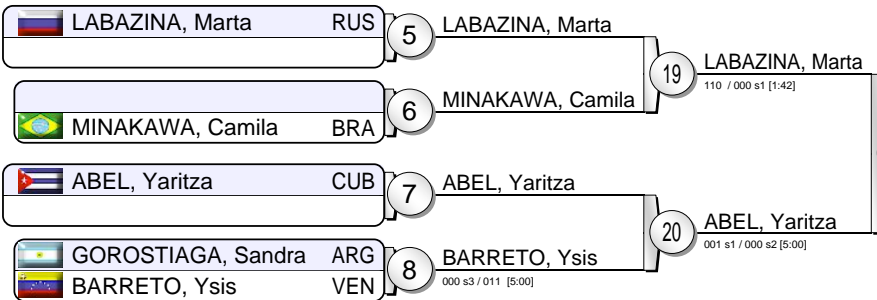 LABAZINA, Marta RUS
5
LABAZINA, Marta
MINAKAWA, Camila BRA
6
MINAKAWA, Camila
19
LABAZINA, Marta
110 / 000 s1 [1:42]
ABEL, Yaritza CUB
7
ABEL, Yaritza
GOROSTIAGA, Sandra ARG
BARRETO, Ysis VEN
8
BARRETO, Ysis
000 s3 / 011 [5:00]
20
ABEL, Yaritza
001 s1 / 000 s2 [5:00]